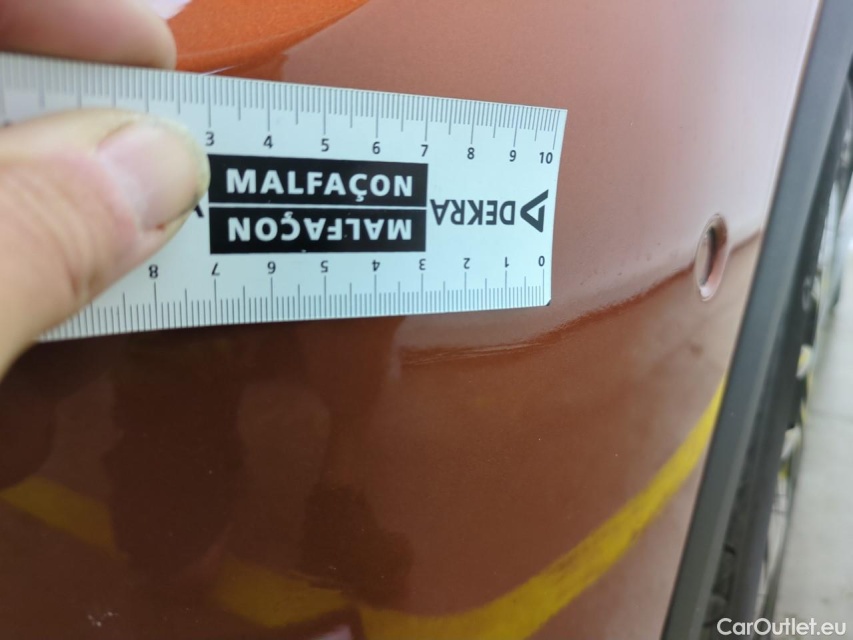 3 4 5 6 7 8 9 10
MALFAÇON
MALFAÇON
DEKRA
8 7 6 5 4 3 2 1 0
CarOutlet.eu